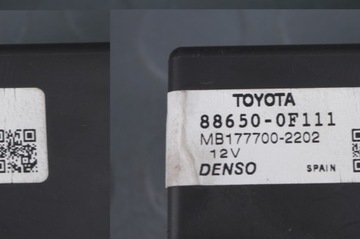 TOYOTA
88650-0F111
MB177700-2202
12V
DENSO SPAIN